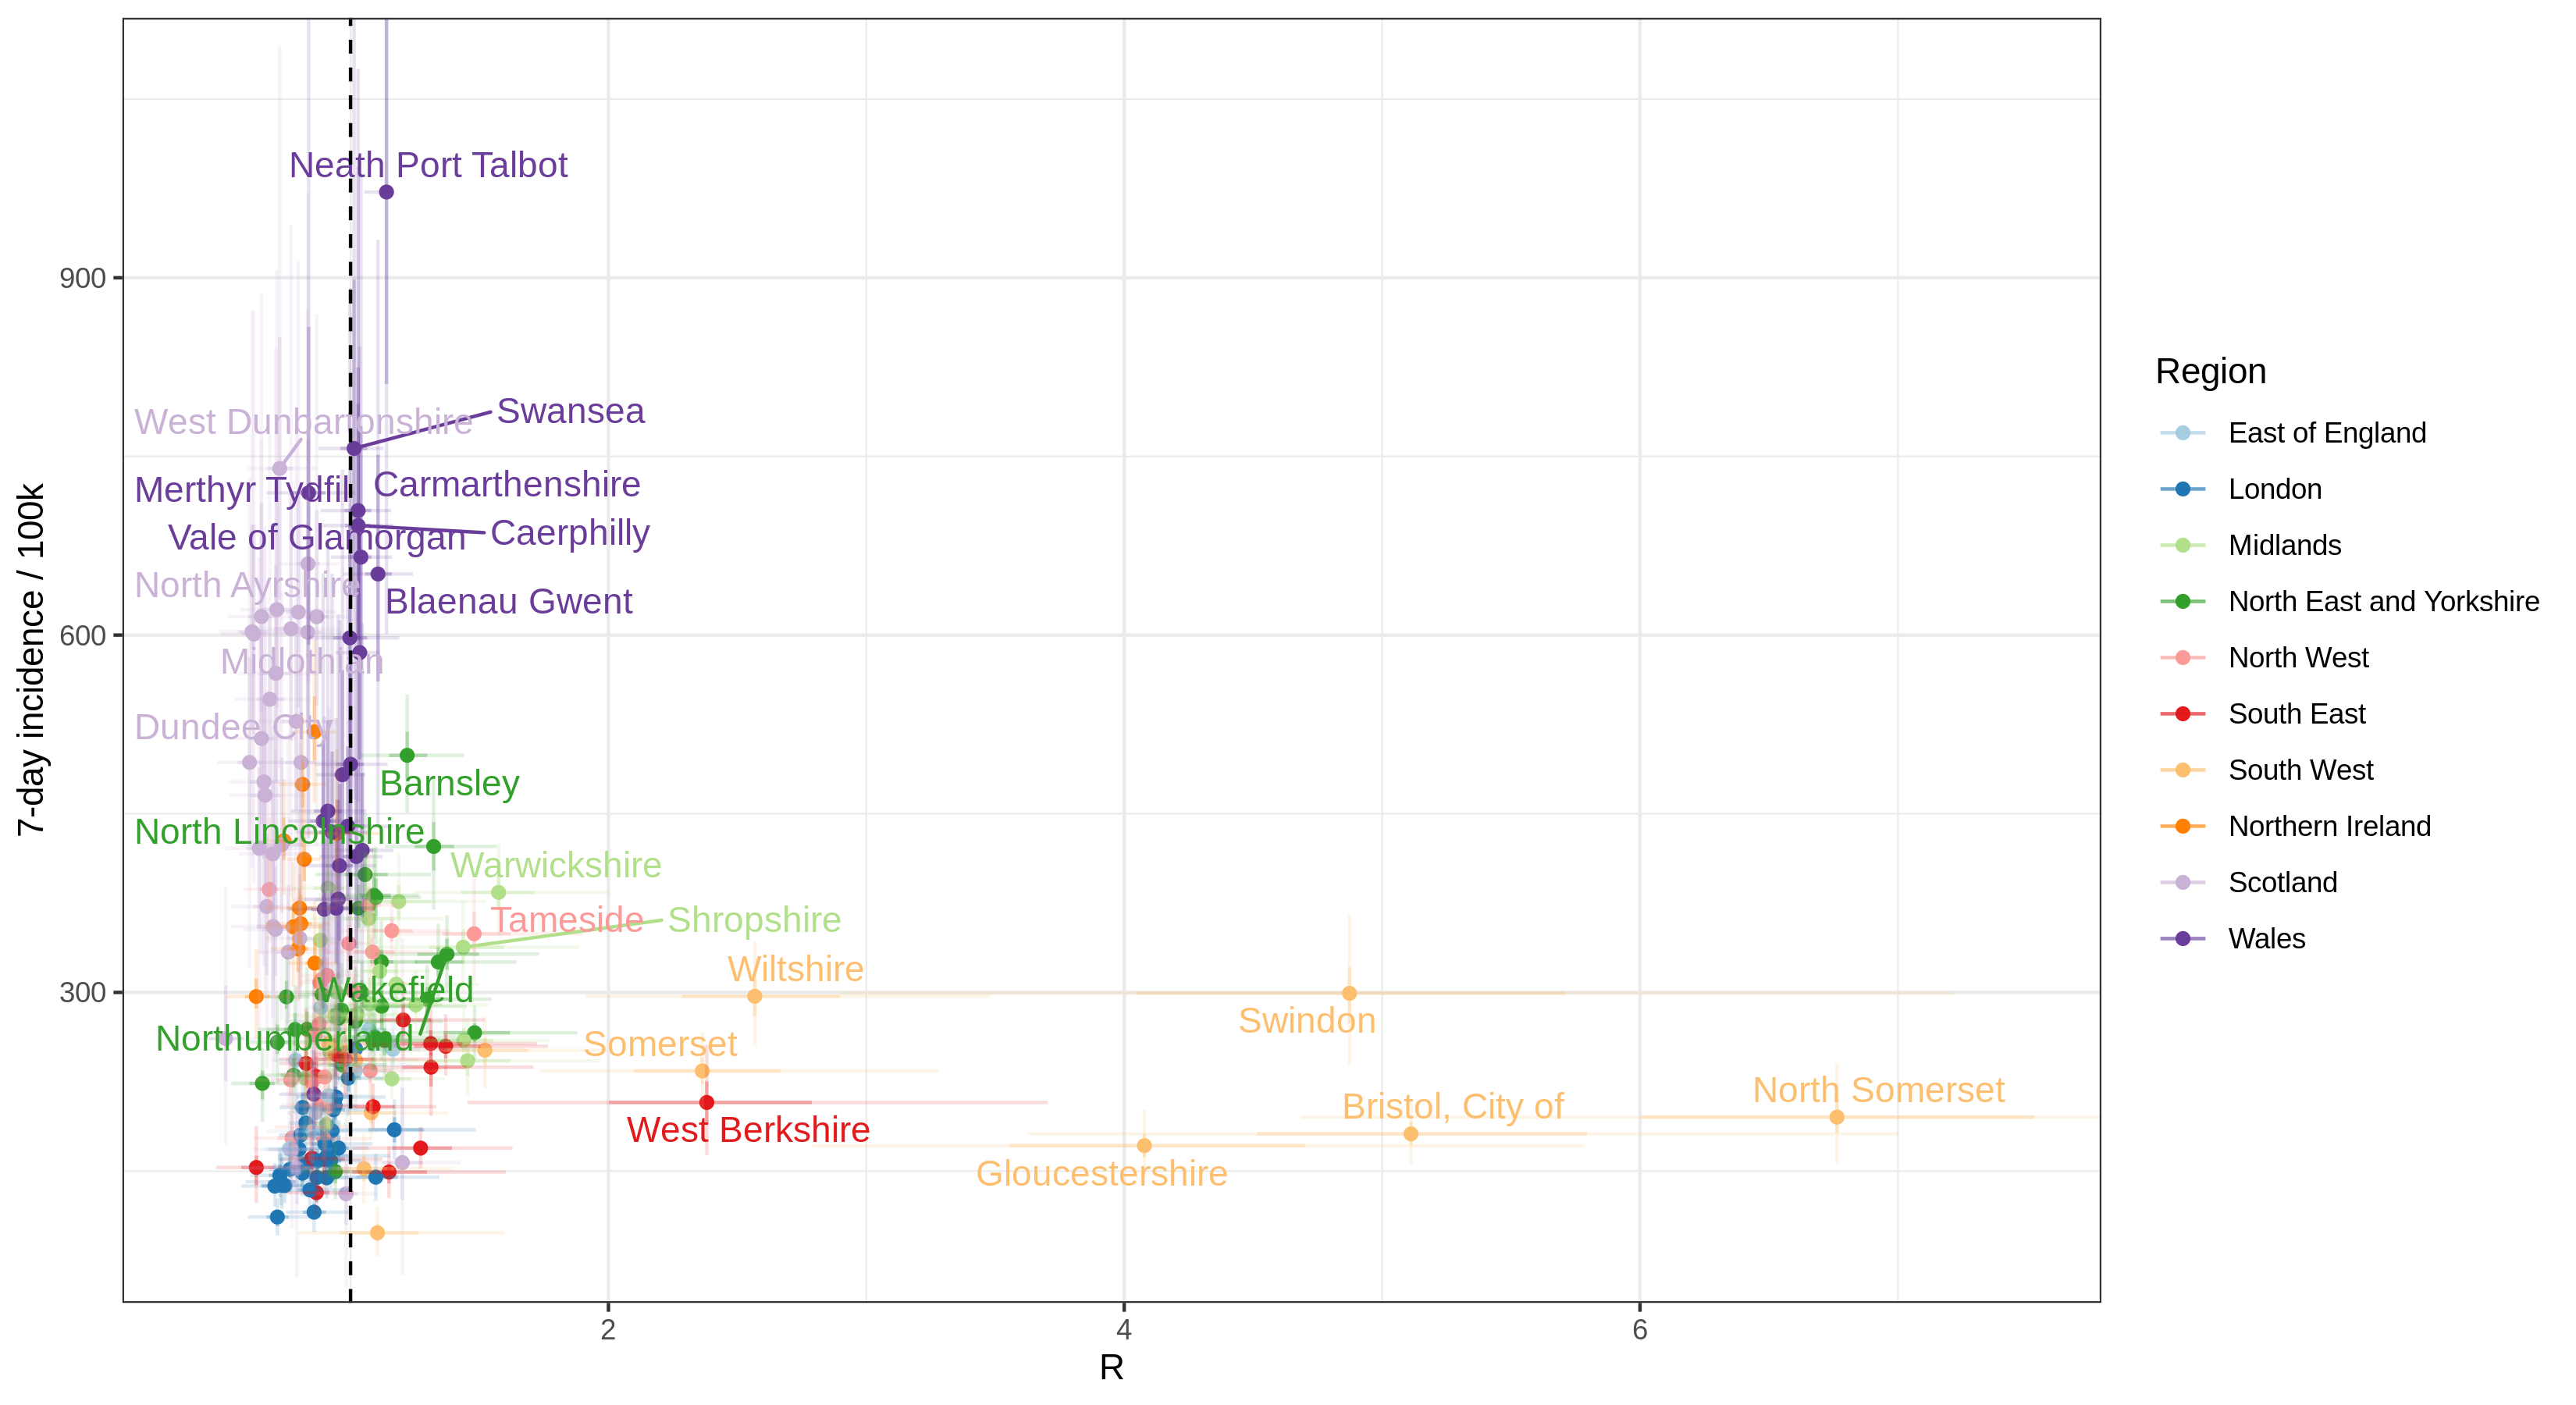 Neath Port Talbot
900
West Dunbartonshire
Swansea
Merthyr Tydfil
Carmarthenshire
Vale of Glamorgan
Caerphilly
North Ayrshire
Blaenau Gwent
600
Midlothian
Dundee City
Barnsley
North Lincolnshire
Warwickshire
Tameside
Shropshire
Wiltshire
Wakefield
300
Swindon
Northumberland
Somerset
North Somerset
Bristol, City of
West Berkshire
Gloucestershire
2
4
6
R
7-day incidence / 100k
Region
East of England
London
Midlands
North East and Yorkshire
North West
South East
South West
Northern Ireland
Scotland
Wales